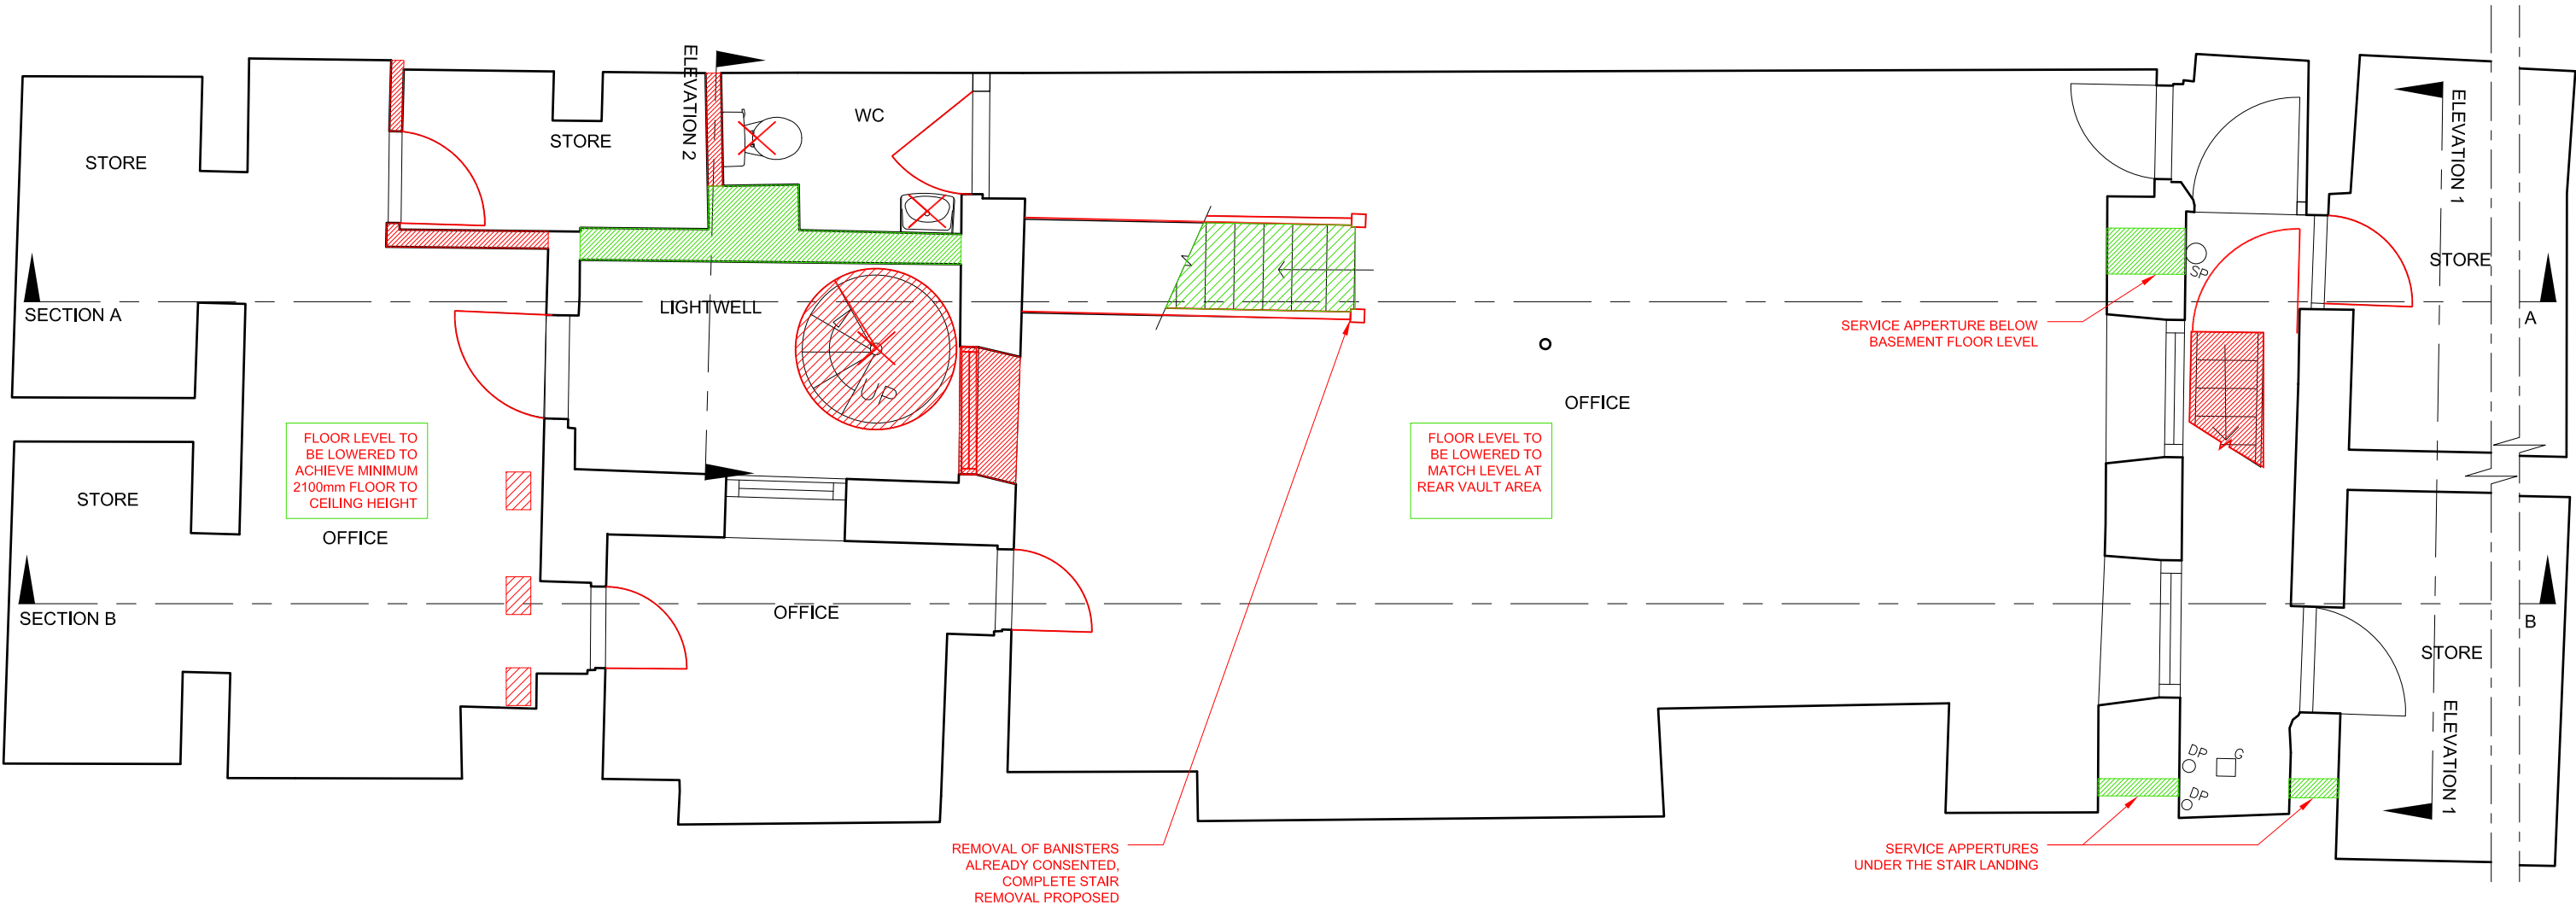 ELEVATION 2
WC
STORE
STORE
ELEVATION 1
STORE
SP
SECTION A
LIGHTWELL
UP
SERVICE APPERTURE BELOW
BASEMENT FLOOR LEVEL
A
OFFICE
FLOOR LEVEL TO
BE LOWERED TO
ACHIEVE MINIMUM
2100mm FLOOR TO
CEILING HEIGHT
FLOOR LEVEL TO
BE LOWERED TO
MATCH LEVEL AT
REAR VAULT AREA
STORE
OFFICE
SECTION B
OFFICE
B
STORE
ELEVATION 1
DP
G
DP
REMOVAL OF BANISTERS
ALREADY CONSENTED,
COMPLETE STAIR
REMOVAL PROPOSED
SERVICE APPERTURES
UNDER THE STAIR LANDING